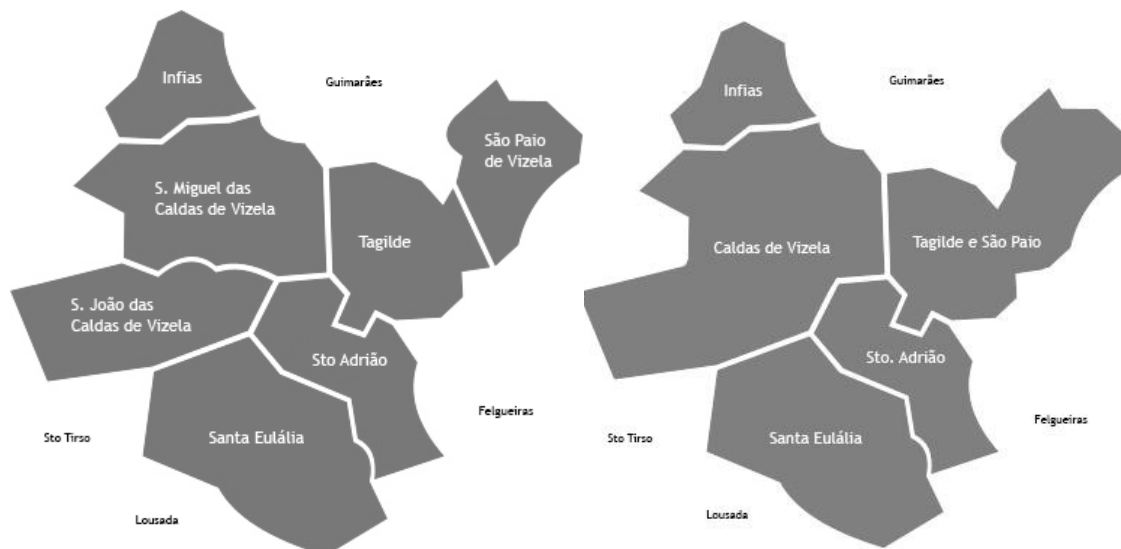 Infias
Guimarães
São Paio
de Vizela
S. Miguel das
Caldas de Vizela
Tagilde
S. João das
Caldas de Vizela
Sto Adrião
Felgueiras
Sto Tirso
Santa Eulália
Lousada
Infias
Guimarães
Caldas de Vizela
Tagilde e São Paio
Sto. Adrião
Felgueiras
Sto Tirso
Santa Eulália
Lousada